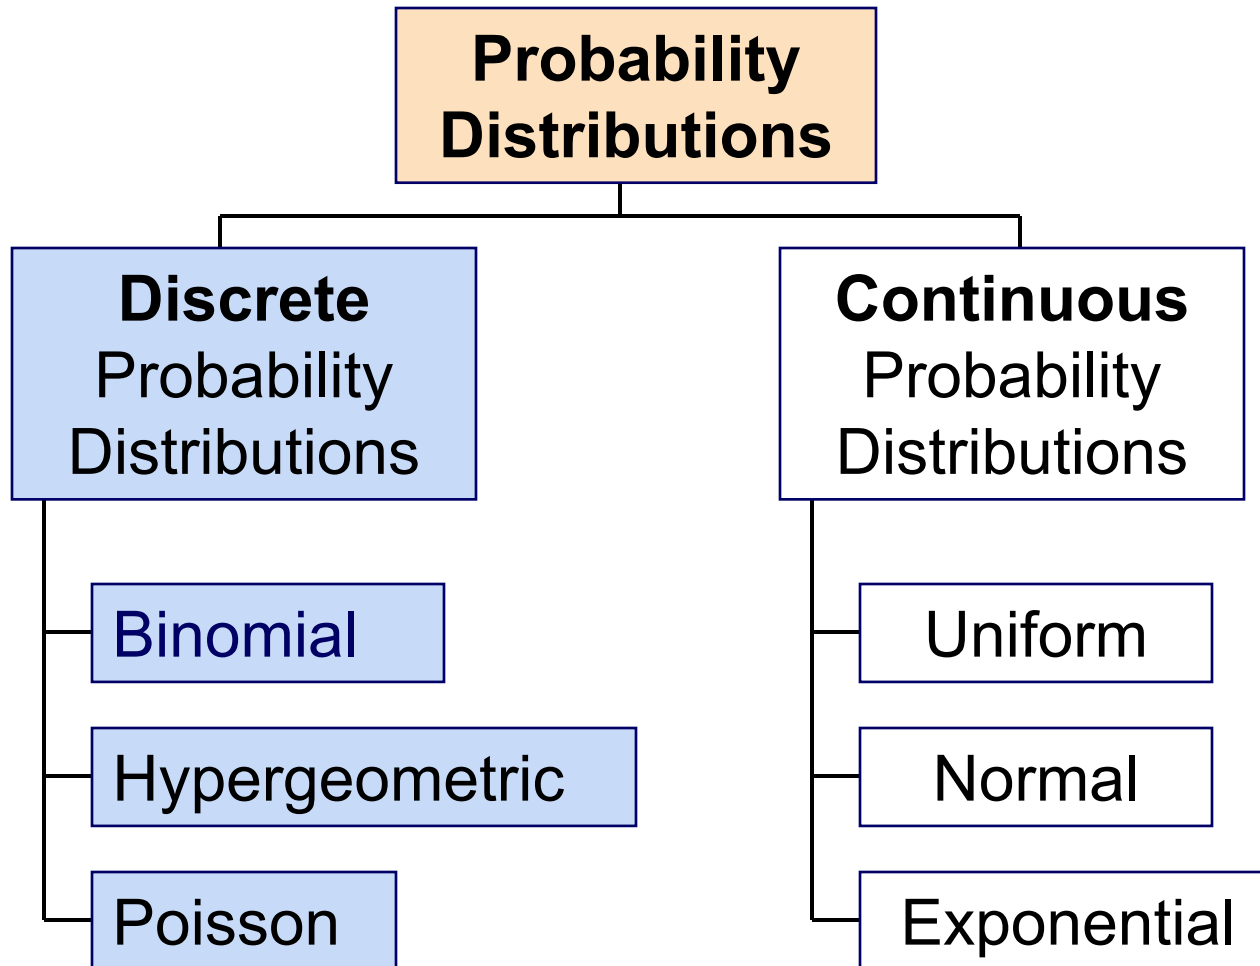 Probability
Distributions
Discrete
Probability
Distributions
Binomial
Hypergeometric
Poisson
Continuous
Probability
Distributions
Uniform
Normal
Exponential